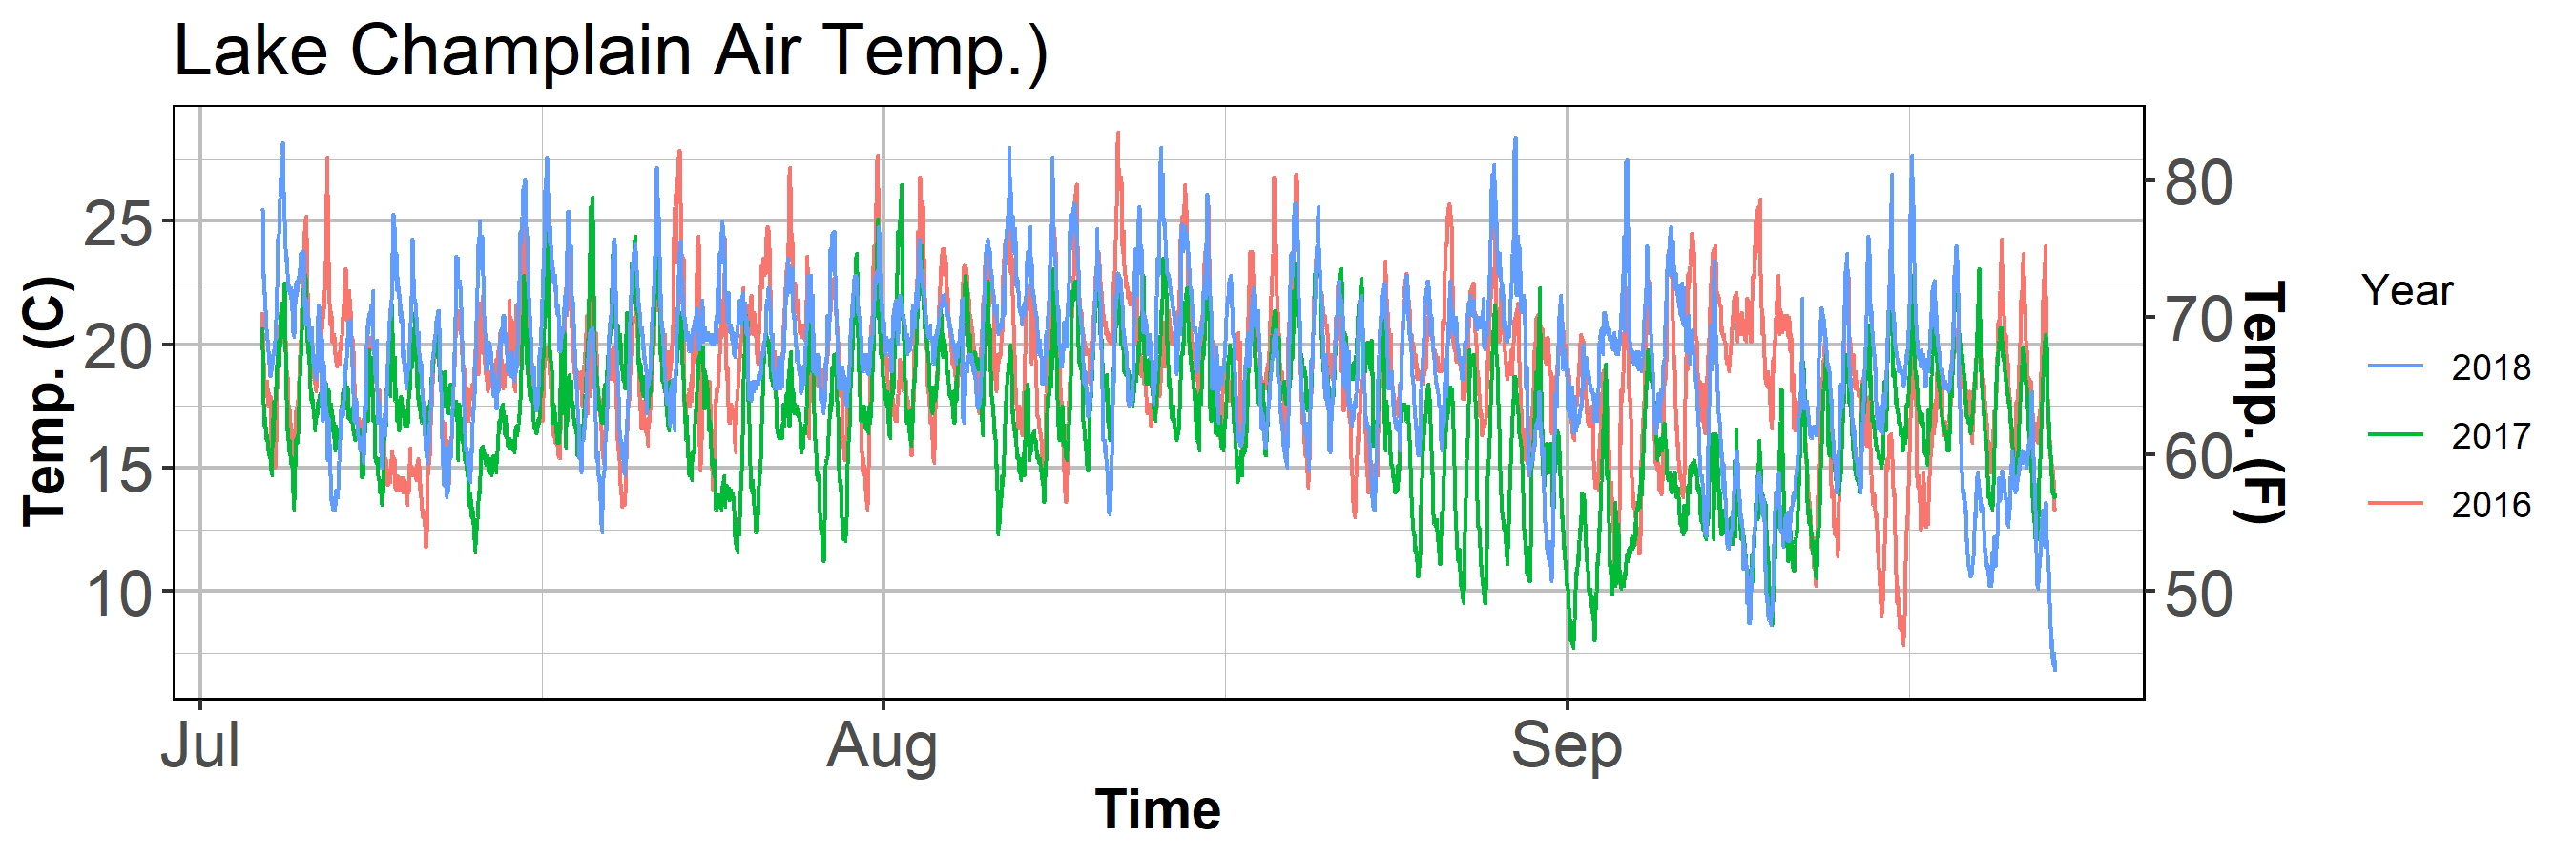 Lake Champlain Air Temp.)
Temp. (C)
25
20
15
10
80
70
60
50
Temp. (F)
Jul
Aug
Sep
Time
Year
2018
2017
2016